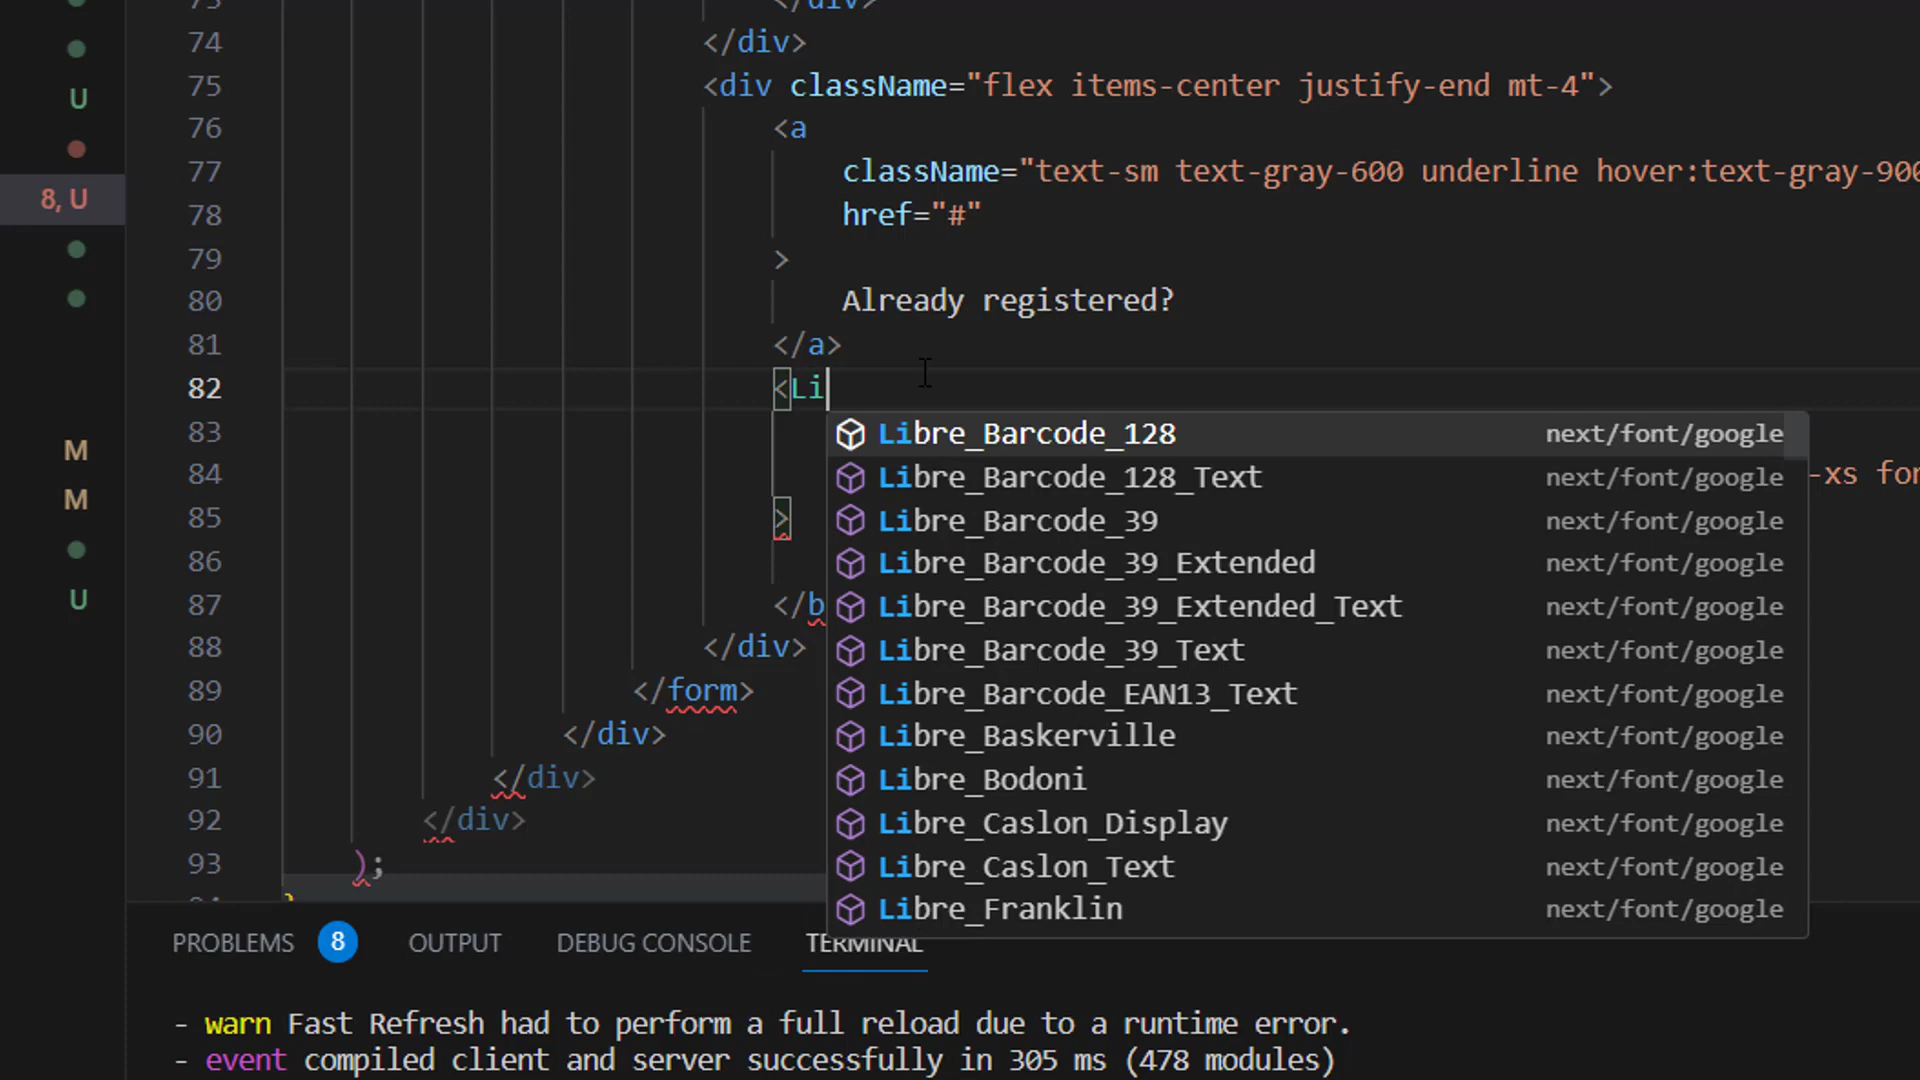 </div>
74 </div>
U 75 <div className="flex items-center justify-end mt-4">
76 <a
77 className="text-sm text-gray-600 underline hover:text-gray-900
8, U 78 href="#"
79 >
80 Already registered?
81 </a>
82 <Li
83 Libre_Barcode_128 next/font/google
M 84 Libre_Barcode_128_Text next/font/google -xs for
85 > Libre_Barcode_39 next/font/google
M 86 Libre_Barcode_39_Extended next/font/google
87 </b Libre_Barcode_39_Extended_Text next/font/google
U 88 </div> Libre_Barcode_39_Text next/font/google
89 </form> Libre_Barcode_EAN13_Text next/font/google
90 </div> Libre_Baskerville next/font/google
91 </div> Libre_Bodoni next/font/google
92 </div> Libre_Caslon_Display next/font/google
93 ); Libre_Caslon_Text next/font/google
Libre_Franklin next/font/google
PROBLEMS 8 OUTPUT DEBUG CONSOLE TERMINAL
- warn Fast Refresh had to perform a full reload due to a runtime error.
- event compiled client and server successfully in 305 ms (478 modules)